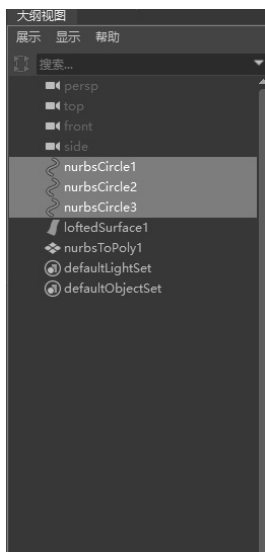 大纲视图
展示 显示 帮助
搜索...
persp
top
front
side
nurbsCircle1
nurbsCircle2
nurbsCircle3
loftedSurface1
nurbsToPoly1
defaultLightSet
defaultObjectSet